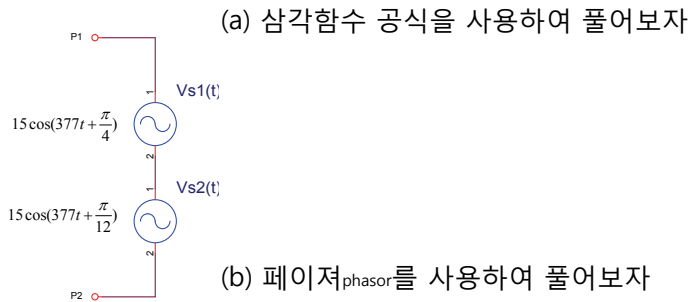 (a) 삼각함수 공식을 사용하여 풀어보자
P1
1
Vs1(t)
15cos(377t + π/4)
2
1
Vs2(t)
15cos(377t + π/12)
2
(b) 페이져phasor를 사용하여 풀어보자
P2